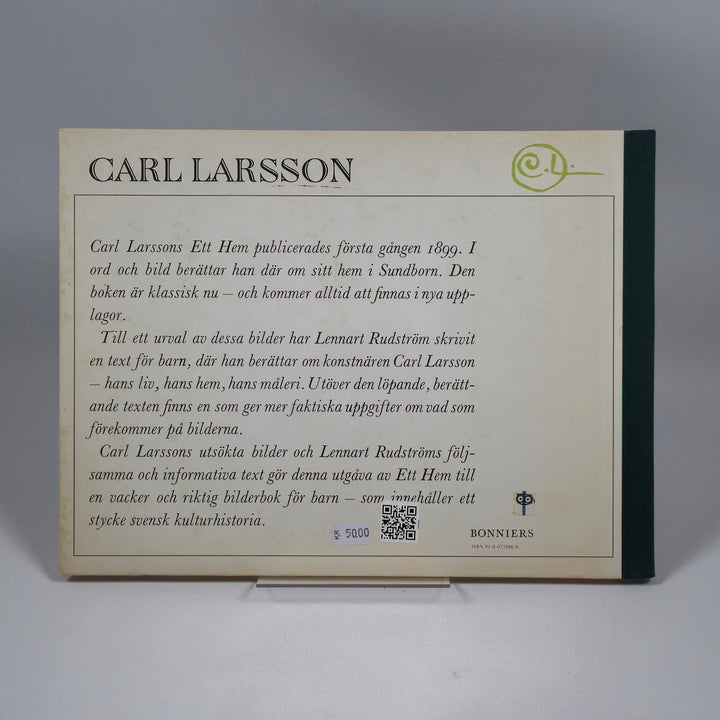 CARL LARSSON
C.L.
Carl Larssons Ett Hem publicerades första gången 1899. I
ord och bild berättar han där om sitt hem i Sundborn. Den
boken är klassisk nu – och kommer alltid att finnas i nya upp-
lagor.
Till ett urval av dessa bilder har Lennart Rudström skrivit
en text för barn, där han berättar om konstnären Carl Larsson
– hans liv, hans hem, hans måleri. Utöver den löpande, berätt-
ande texten finns en som ger mer faktiska uppgifter om vad som
förekommer på bilderna.
Carl Larssons utsökta bilder och Lennart Rudströms följ-
samma och informativa text gör denna utgåva av Ett Hem till
en vacker och riktig bilderbok för barn – som innehåller ett
stycke svensk kulturhistoria.
50.00
BONNIERS